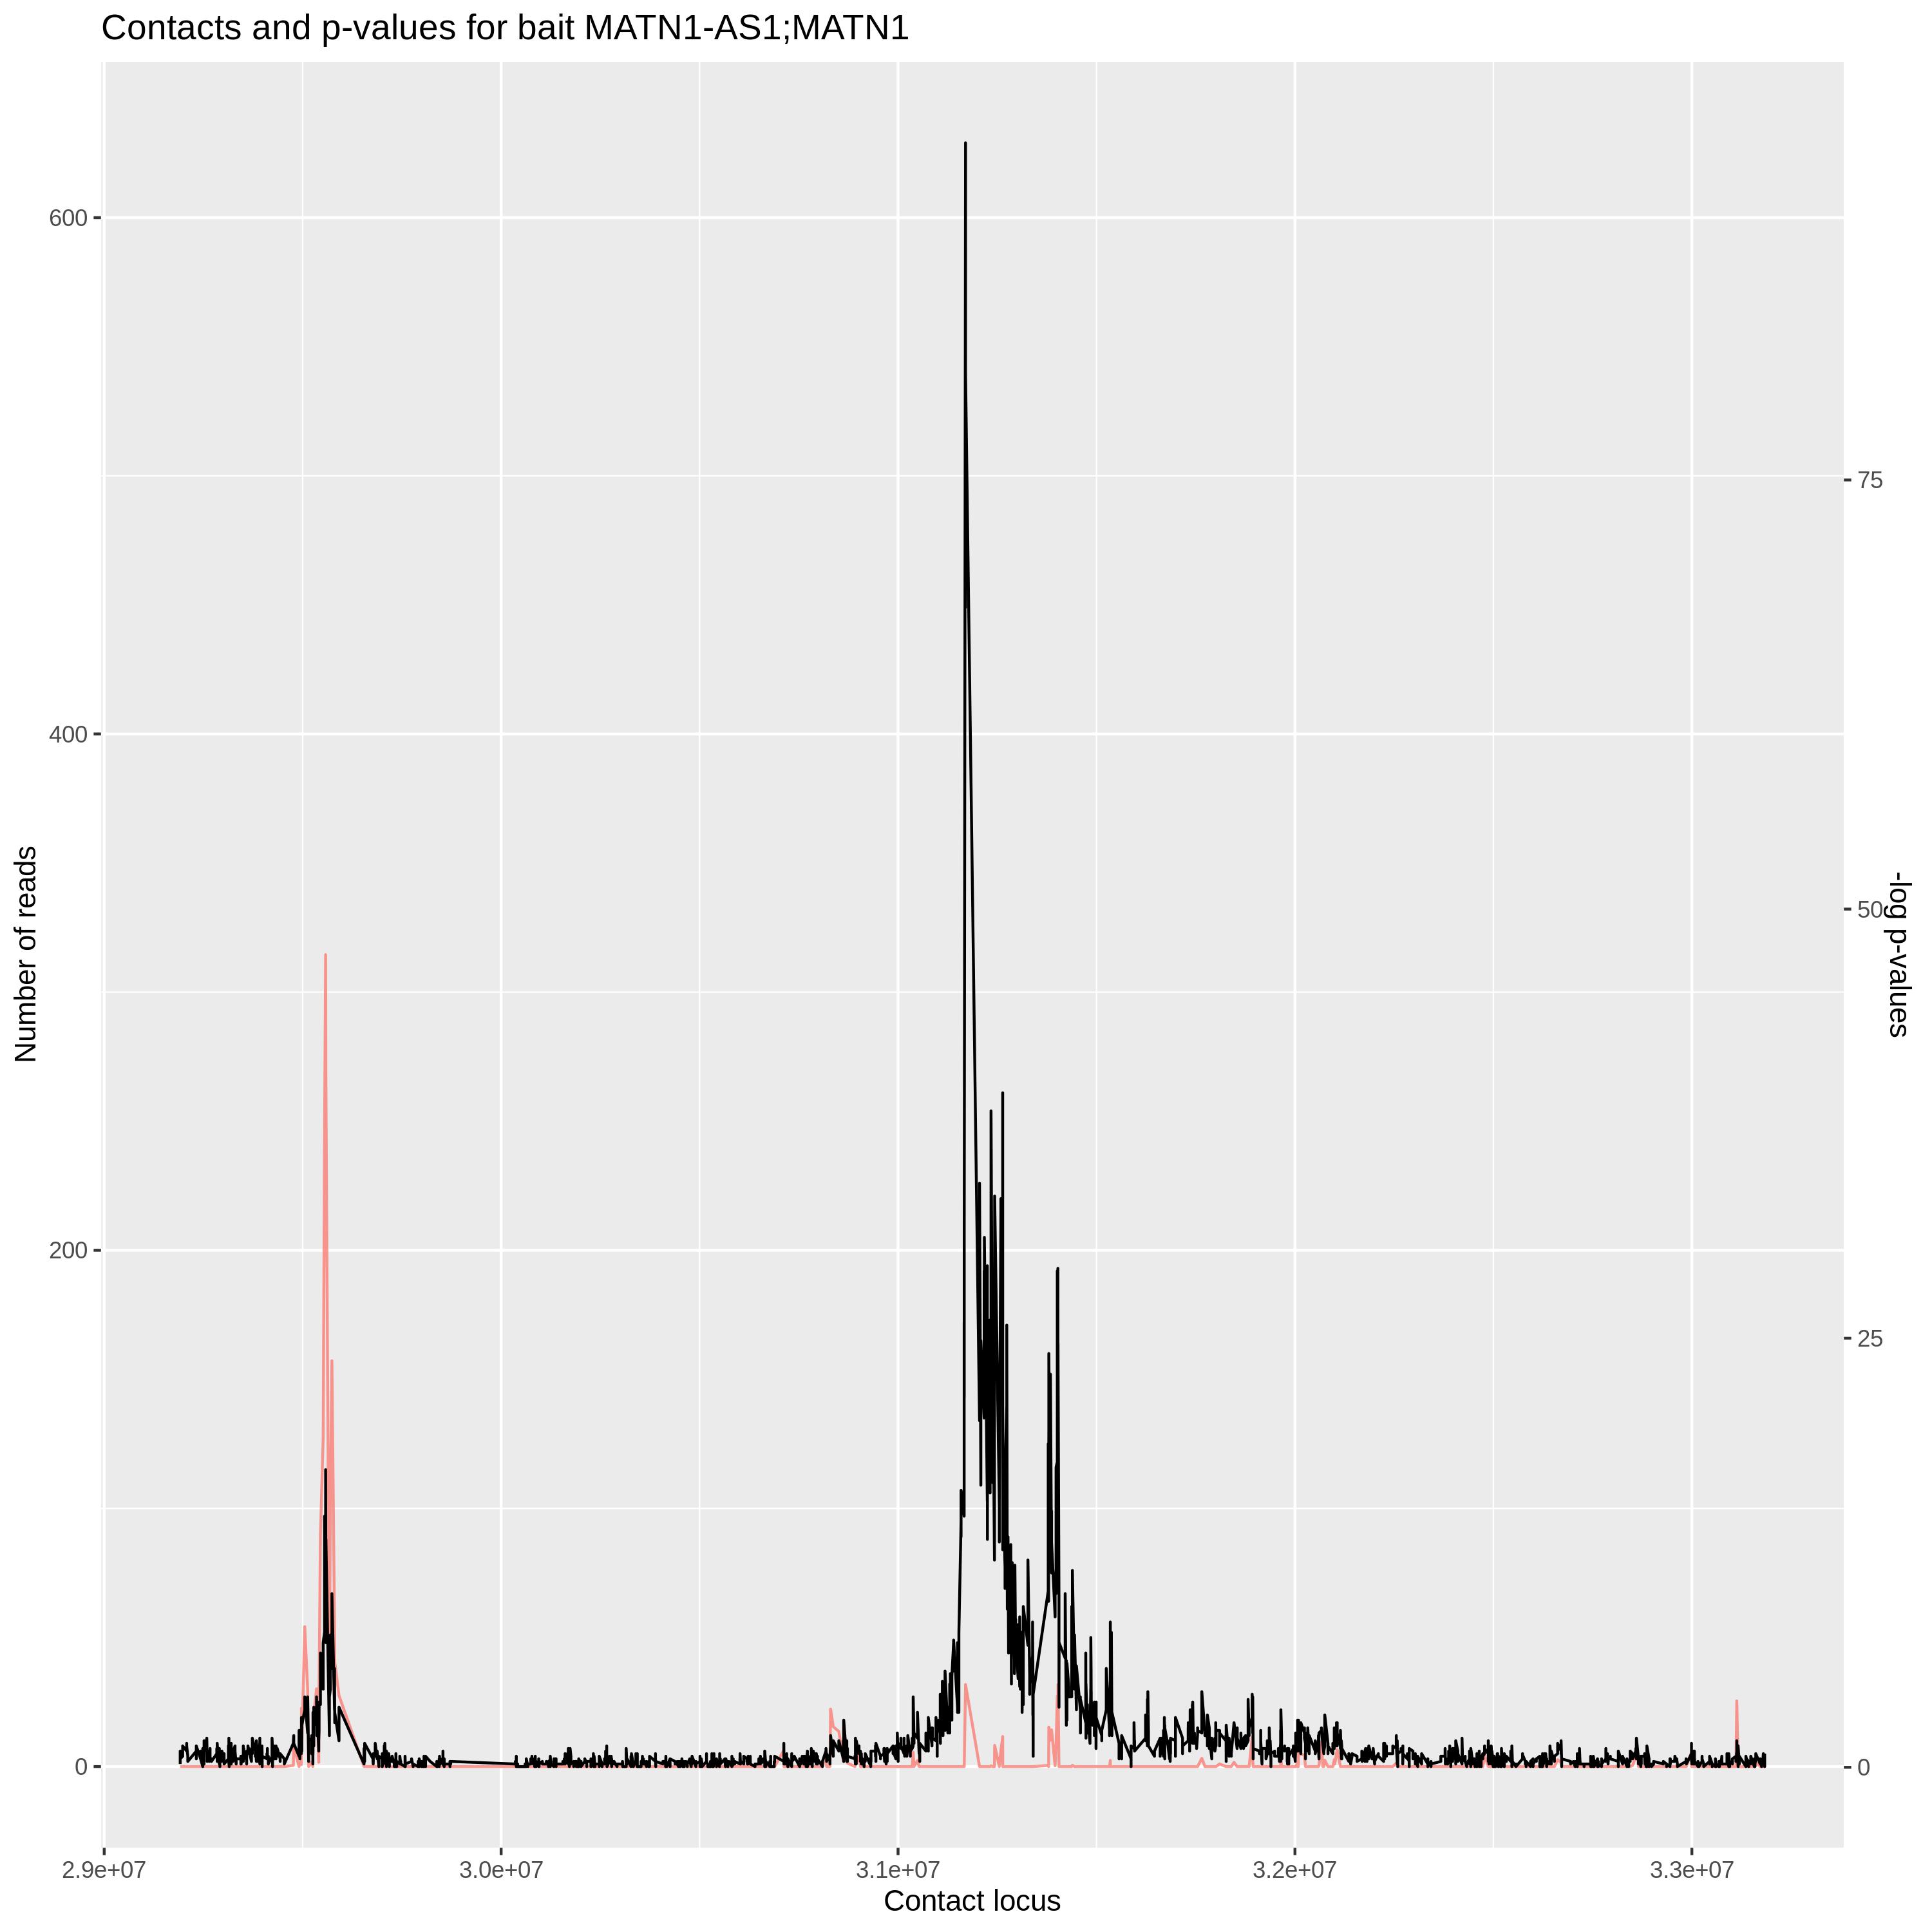 Contacts and p-values for bait MATN1-AS1;MATN1
600
400
200
0
Number of reads
75
50
25
0
-log p-values
2.9e+07
3.0e+07
3.1e+07
3.2e+07
3.3e+07
Contact locus